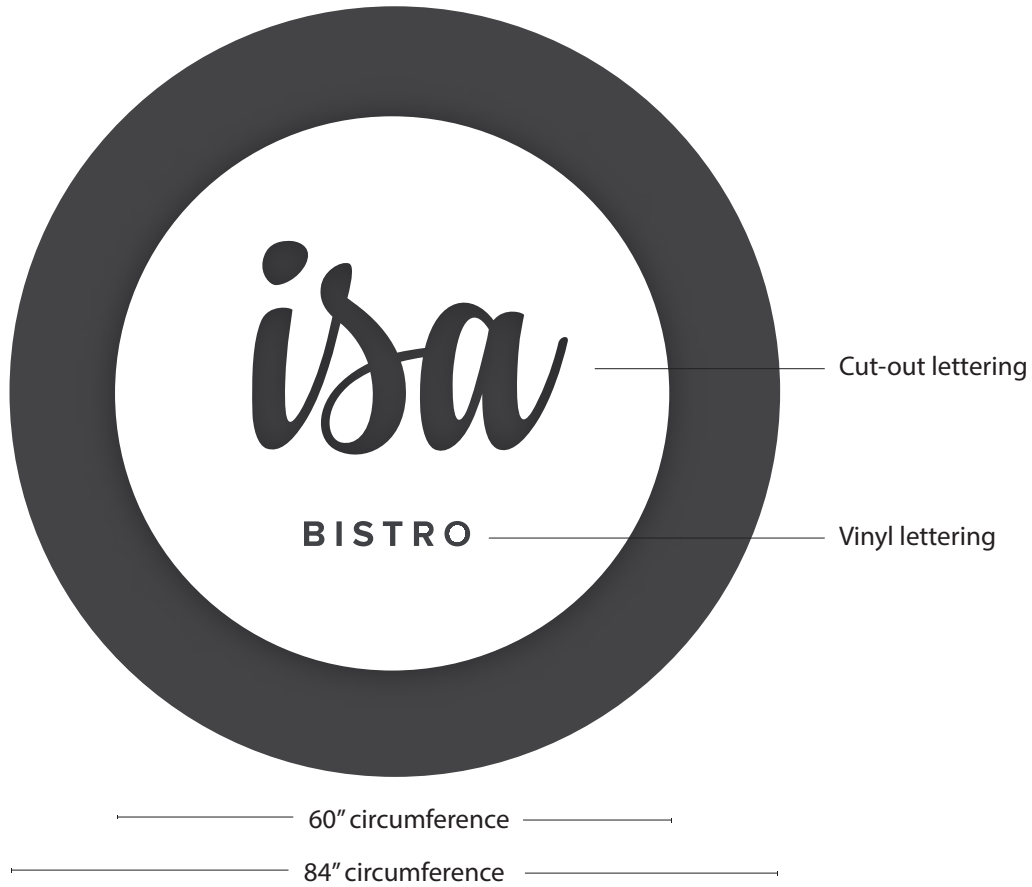 isa
Cut-out lettering
BISTRO
Vinyl lettering
60” circumference
84” circumference